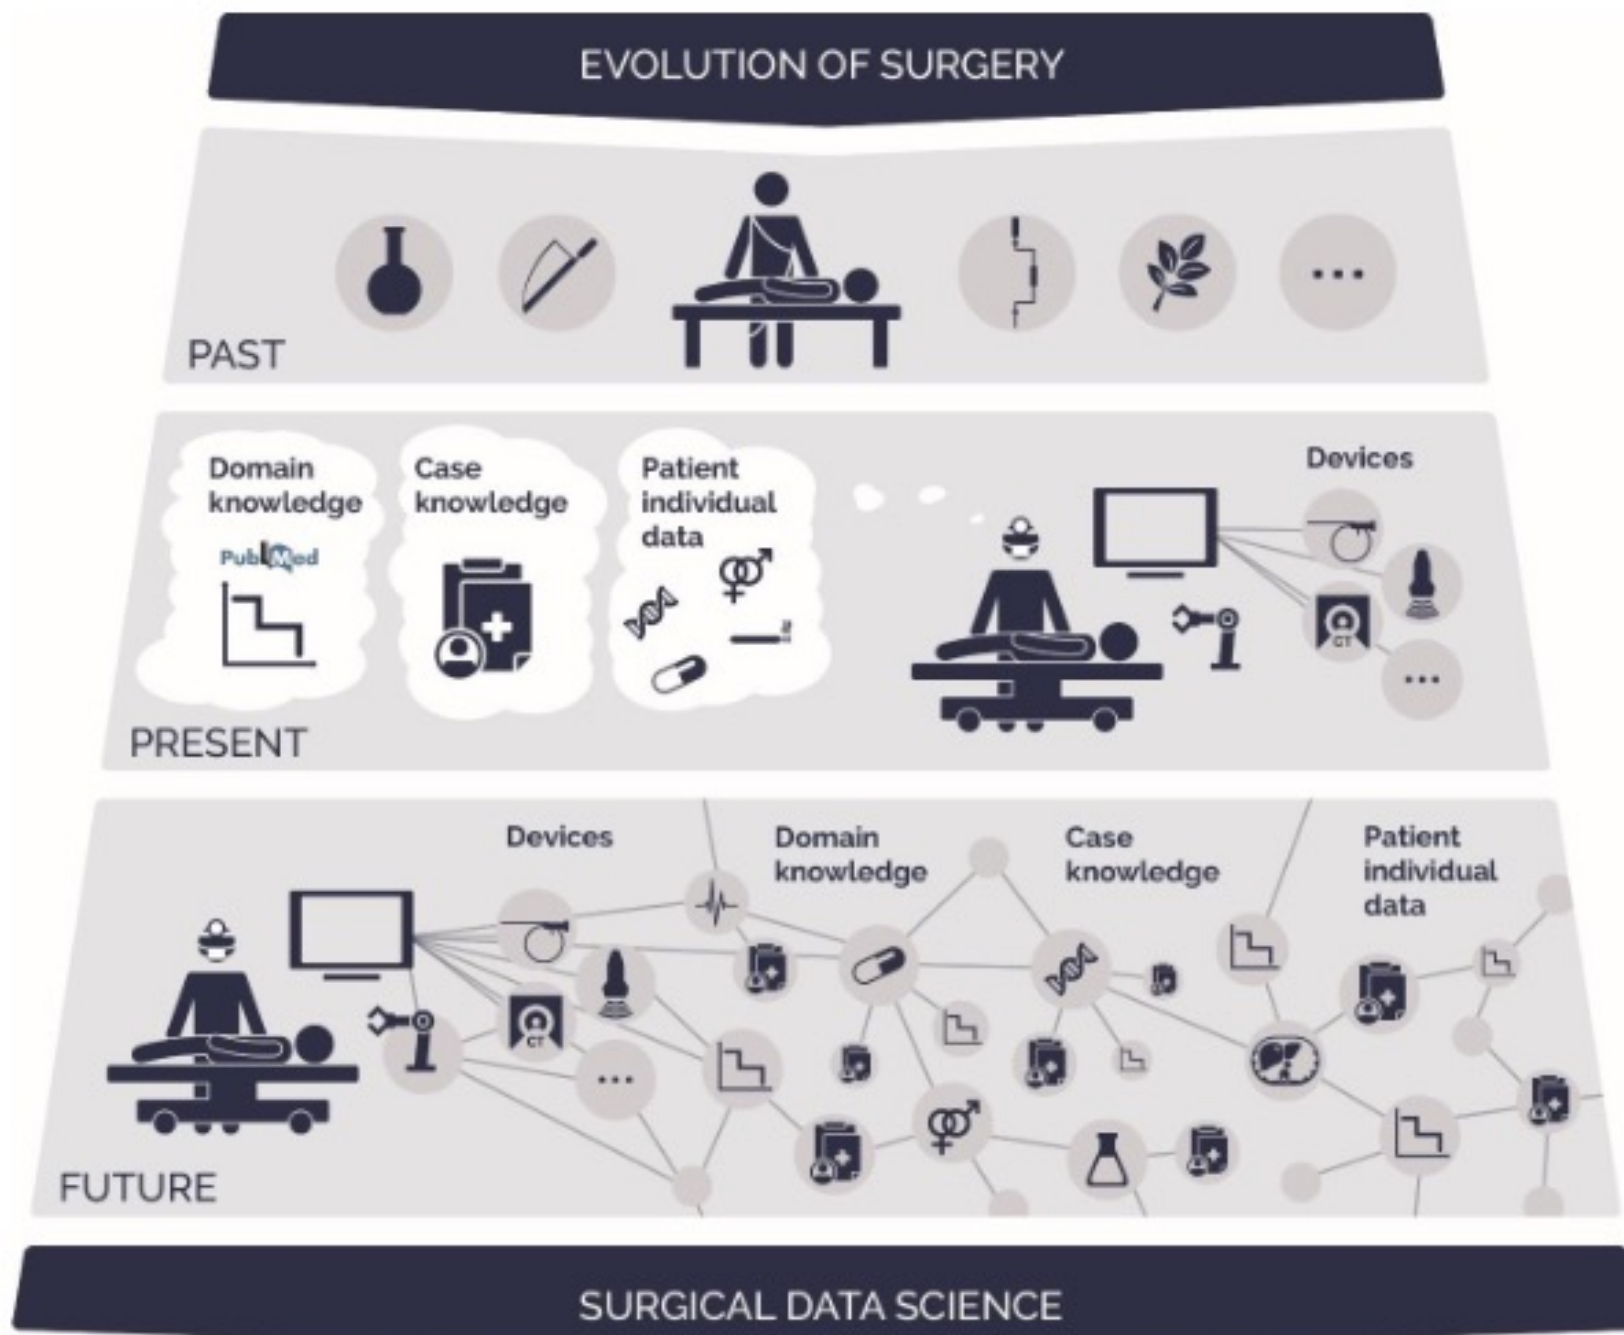 EVOLUTION OF SURGERY
PAST
Domain
knowledge
PubMed
Case
knowledge
Patient
individual
data
Devices
CT
...
PRESENT
Devices
Domain
knowledge
Case
knowledge
Patient
individual
data
CT
...
FUTURE
SURGICAL DATA SCIENCE